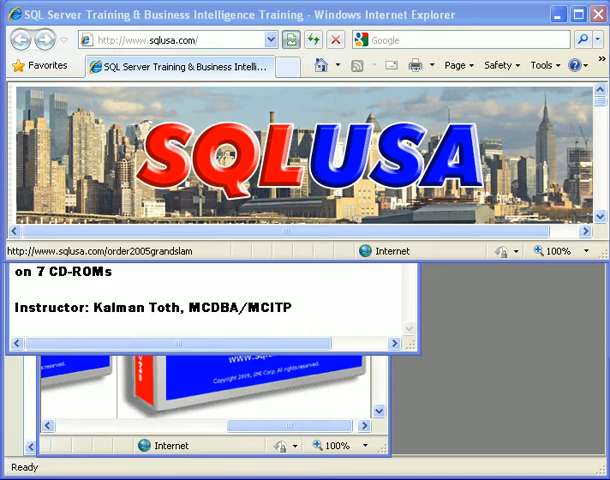 SQL Server Training & Business Intelligence Training - Windows Internet Explorer
http://www.sqlusa.com/
Google
Favorites
SQL Server Training & Business Intelli...
Page
Safety
Tools
SQLUSA
http://www.sqlusa.com/order2005grandslam
Internet
100%
on 7 CD-ROMs
Instructor: Kalman Toth, MCDBA/MCITP
Internet
100%
Ready